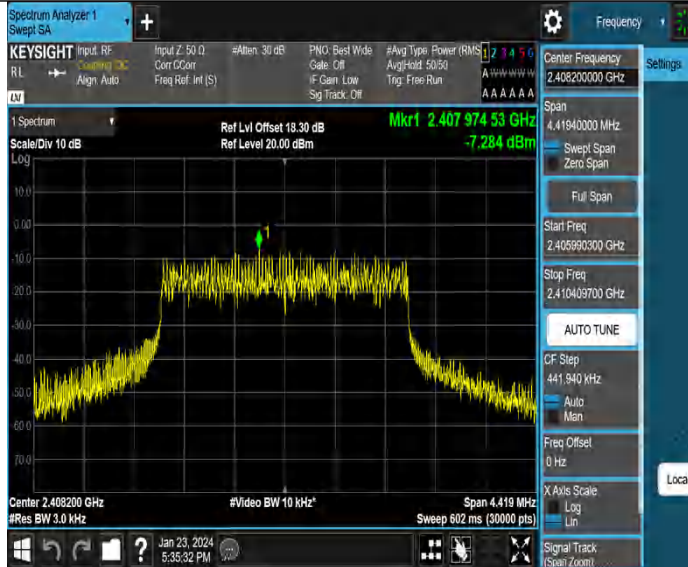 Spectrum Analyzer 1
Swept SA
+
Frequency
KEYSIGHT
RL
Input: RF
Coupling: DC
Align: Auto
Input Z: 50 Ω
Corr CCorr
Freq Ref: Int (S)
#Atten: 30 dB
PNO: Best Wide
Gate: Off
IF Gain: Low
Sig Track: Off
#Avg Type: Power (RMS
Avg|Hold: 50/50
Trig: Free Run
1 2 3 4 5 6
A W W W W W
A A A A A A
LXI
1 Spectrum
Scale/Div 10 dB
Log
Ref Lvl Offset 18.30 dB
Ref Level 20.00 dBm
Mkr1 2.407 974 53 GHz
-7.284 dBm
10.0
0.00
-10.0
-20.0
-30.0
-40.0
-50.0
-60.0
-70.0
1
Center 2.408200 GHz
#Res BW 3.0 kHz
#Video BW 10 kHz*
Span 4.419 MHz
Sweep 602 ms (30000 pts)
?
Jan 23, 2024
5:35:32 PM
Center Frequency
2.408200000 GHz
Span
4.41940000 MHz
Swept Span
Zero Span
Full Span
Start Freq
2.405990300 GHz
Stop Freq
2.410409700 GHz
AUTO TUNE
CF Step
441.940 kHz
Auto
Man
Freq Offset
0 Hz
X Axis Scale
Log
Lin
Signal Track
(Span Zoom)
Settings
Loca